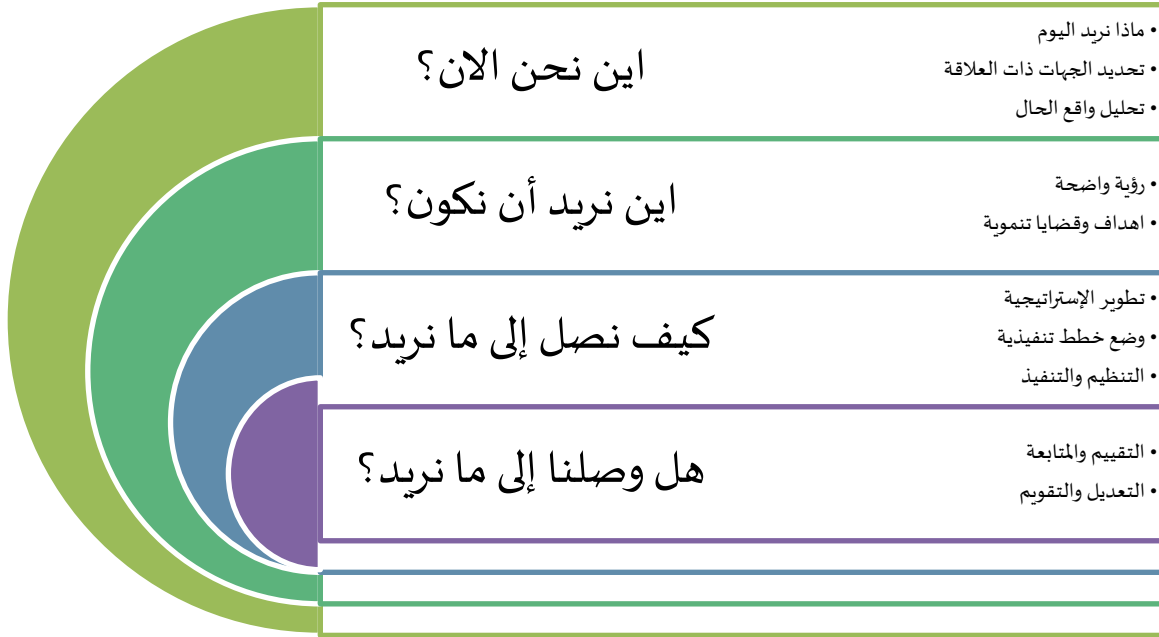 اين نحن الان؟
• ماذا نريد اليوم
• تحديد الجهات ذات العلاقة
• تحليل واقع الحال
اين نريد أن نكون؟
• رؤية واضحة
• اهداف وقضايا تنموية
كيف نصل إلى ما نريد؟
• تطوير الإستراتيجية
• وضع خطط تنفيذية
• التنظيم والتنفيذ
هل وصلنا إلى ما نريد؟
• التقييم والمتابعة
• التعديل والتقويم